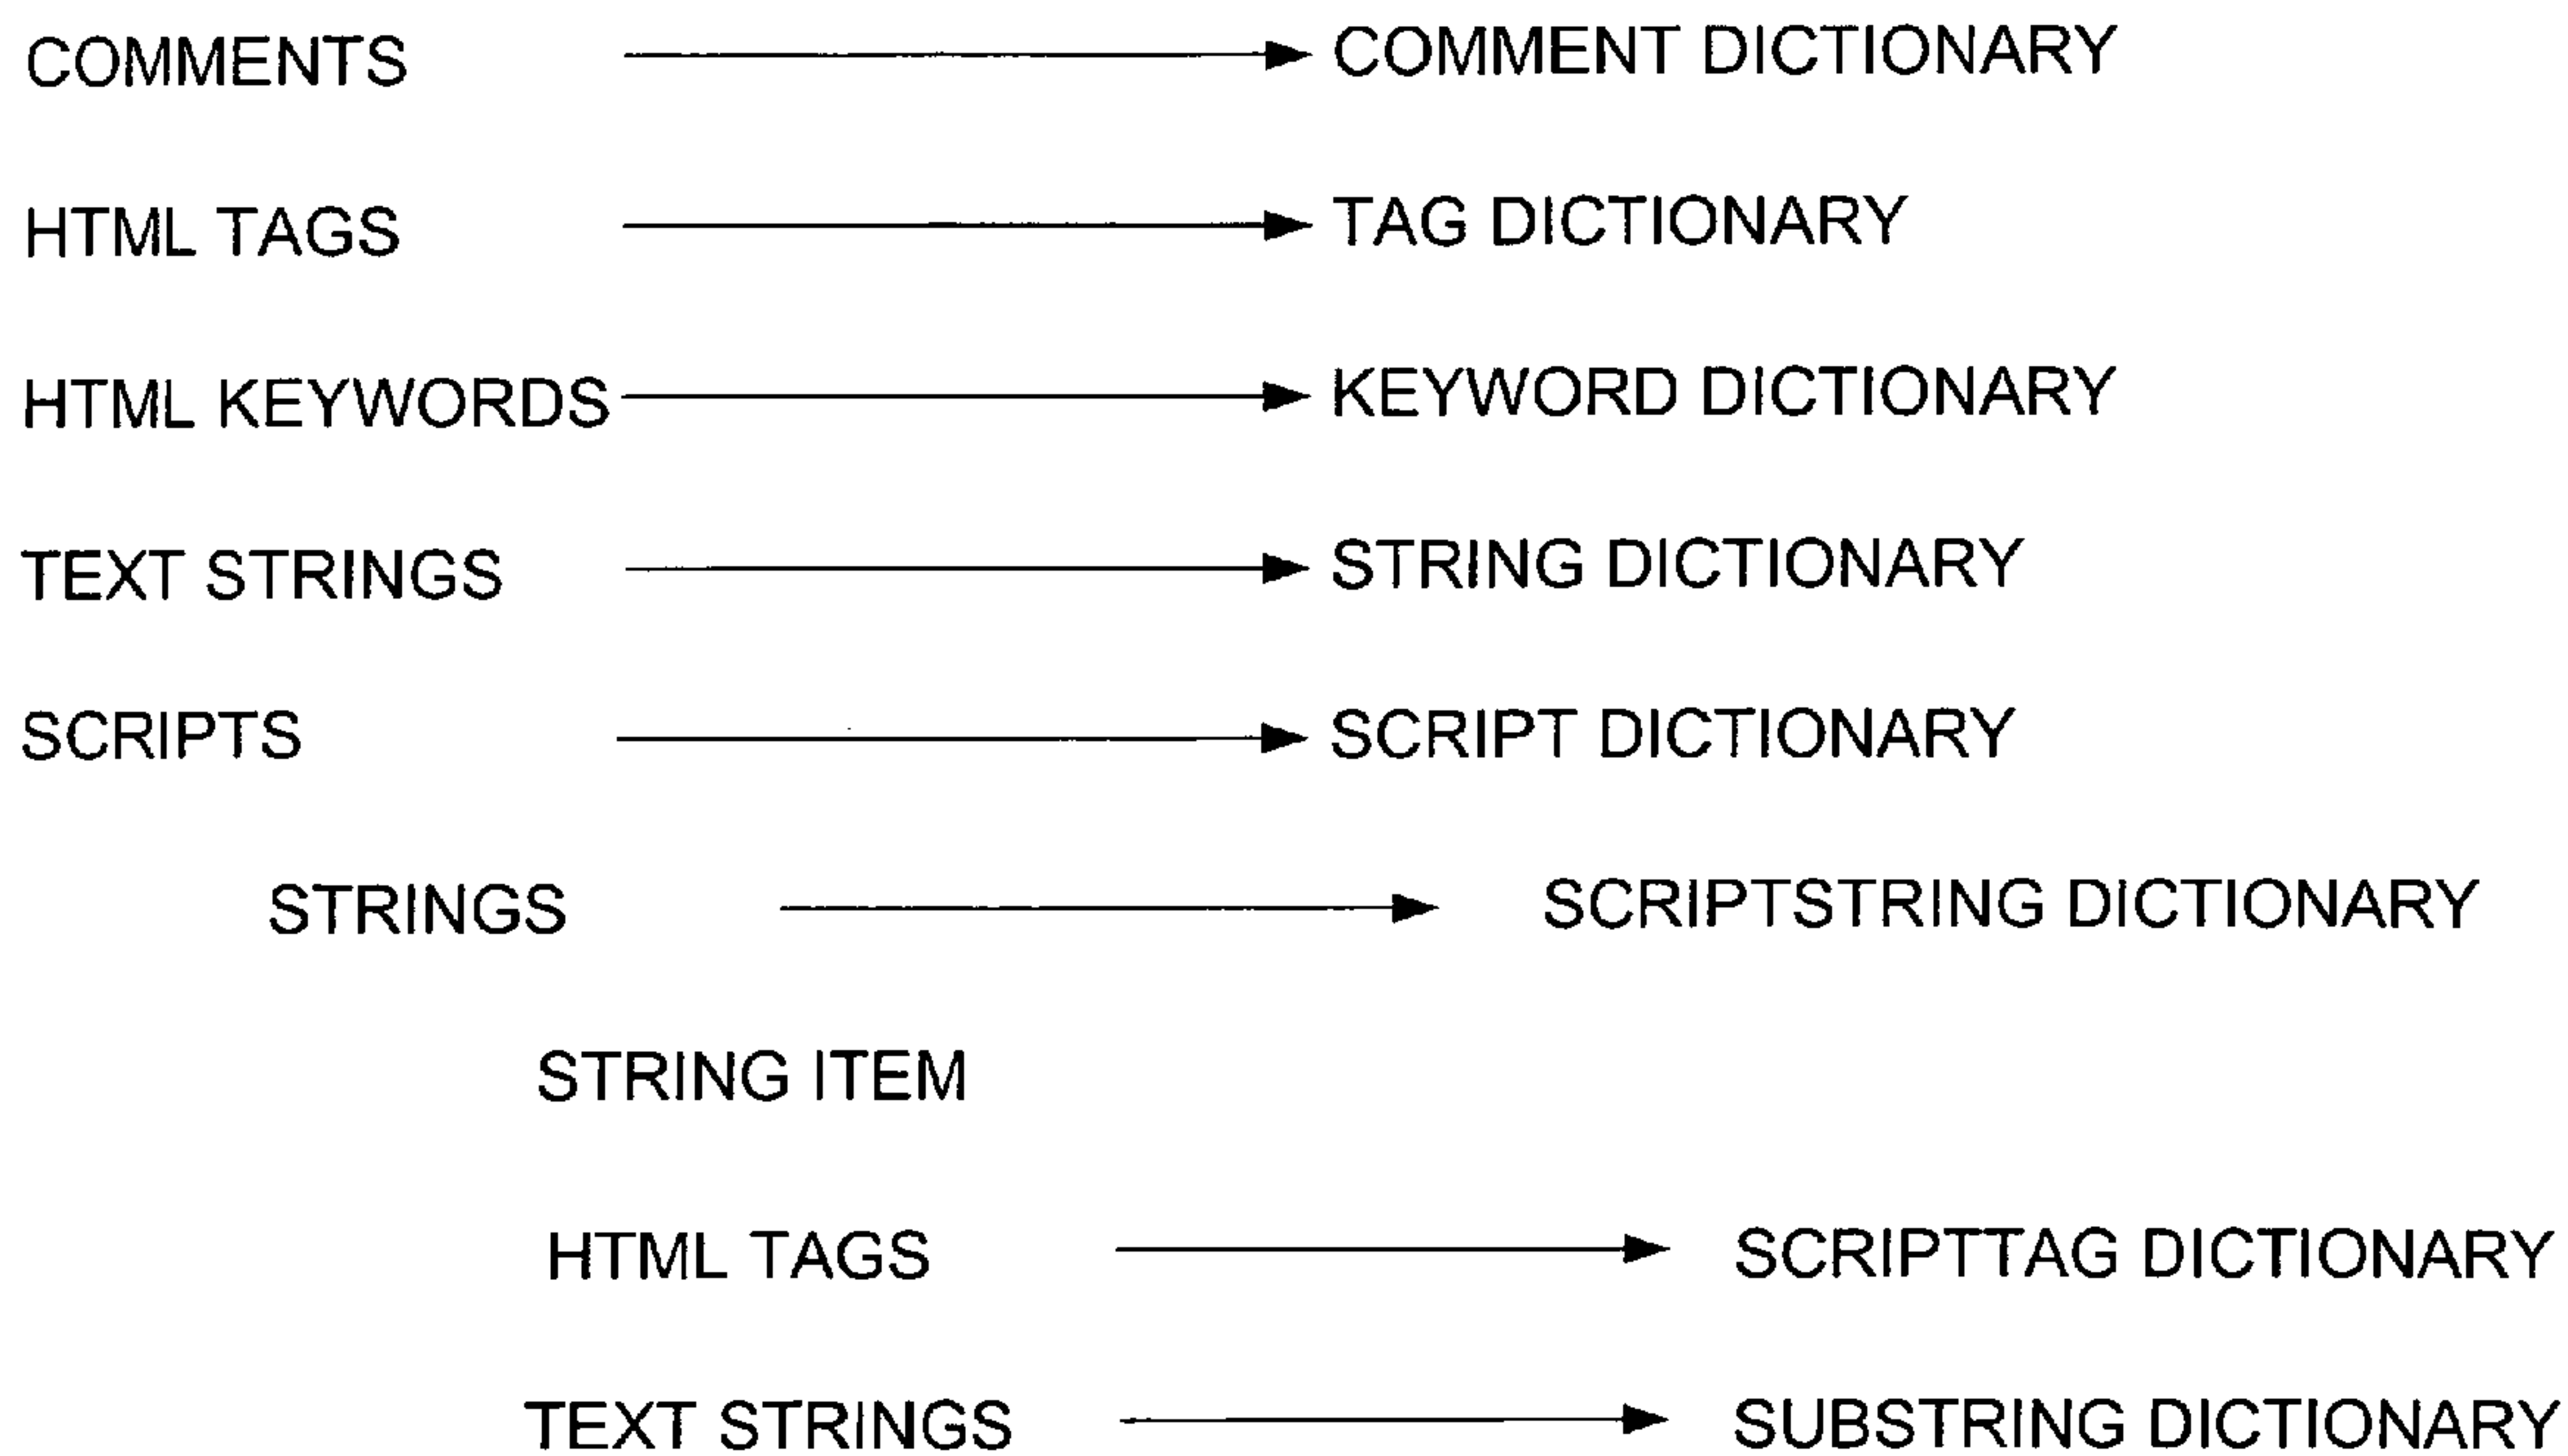 COMMENTS COMMENT DICTIONARY
HTML TAGS TAG DICTIONARY
HTML KEYWORDS KEYWORD DICTIONARY
TEXT STRINGS STRING DICTIONARY
SCRIPTS SCRIPT DICTIONARY
STRINGS SCRIPTSTRING DICTIONARY
STRING ITEM
HTML TAGS SCRIPTTAG DICTIONARY
TEXT STRINGS SUBSTRING DICTIONARY